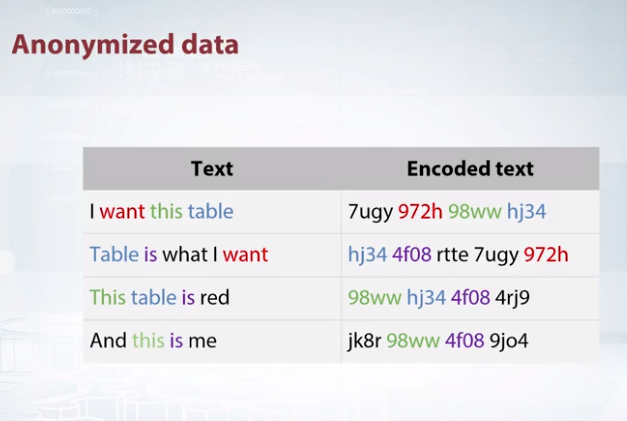 Anonymized data
Text Encoded text
I want this table 7ugy 972h 98ww hj34
Table is what I want hj34 4f08 rtte 7ugy 972h
This table is red 98ww hj34 4f08 4rj9
And this is me jk8r 98ww 4f08 9jo4